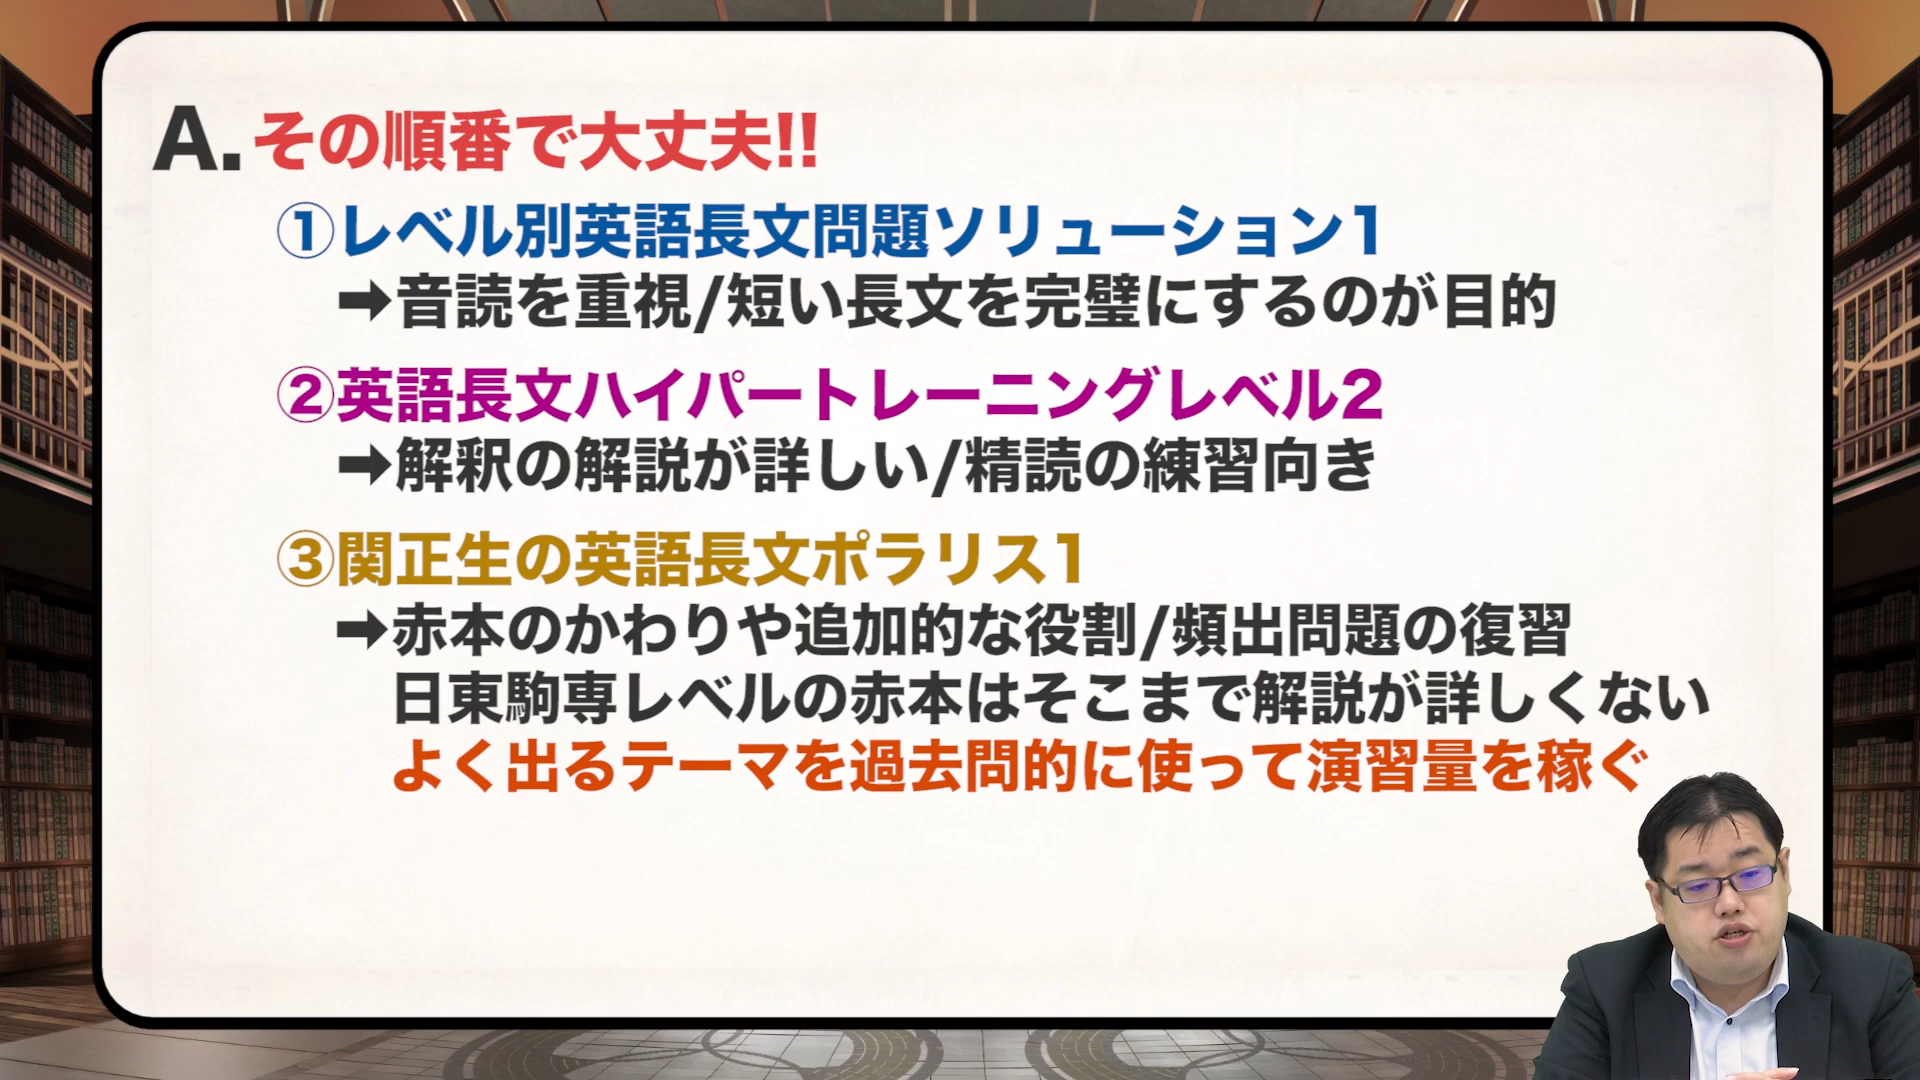 A.その順番で大丈夫!!
①レベル別英語長文問題ソリューション1
➡音読を重視/短い長文を完璧にするのが目的
②英語長文ハイパートレーニングレベル2
➡解釈の解説が詳しい/精読の練習向き
③関正生の英語長文ポラリス1
➡赤本のかわりや追加的な役割/頻出問題の復習
日東駒専レベルの赤本はそこまで解説が詳しくない
よく出るテーマを過去問的に使って演習量を稼ぐ